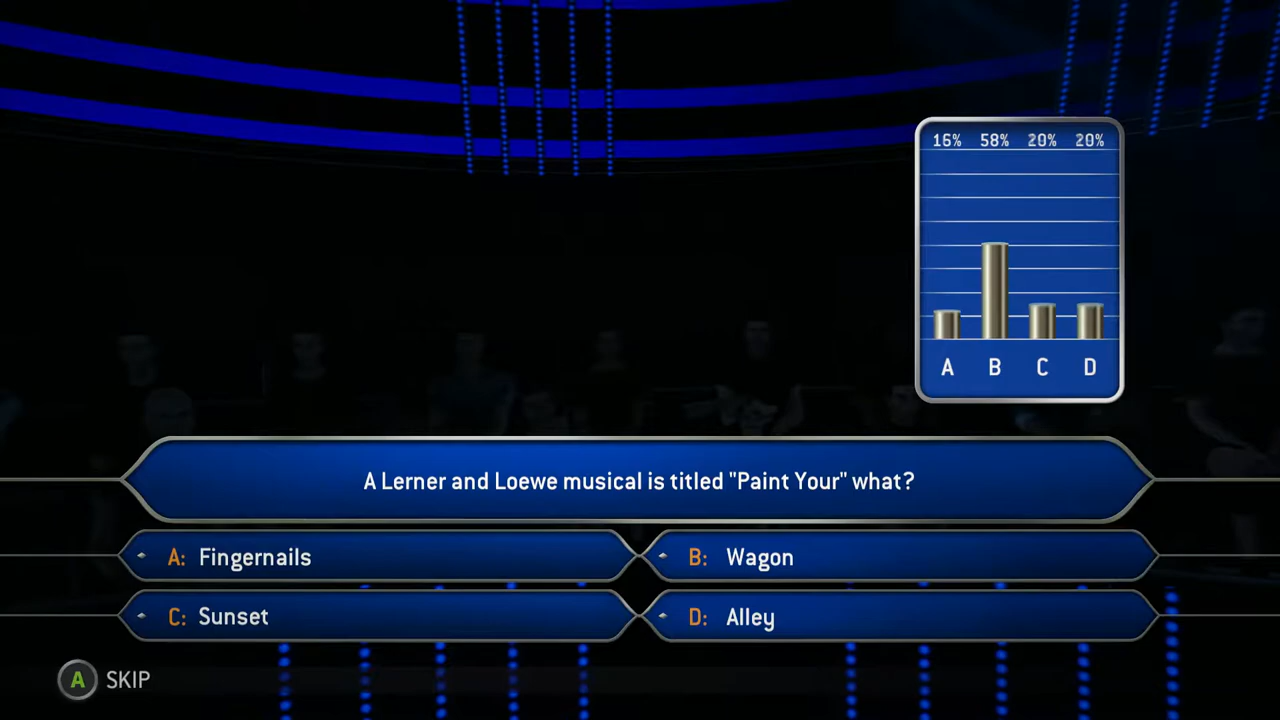 16% 58% 20% 20%
A B C D
A Lerner and Loewe musical is titled "Paint Your" what?
A: Fingernails
B: Wagon
C: Sunset
D: Alley
A SKIP